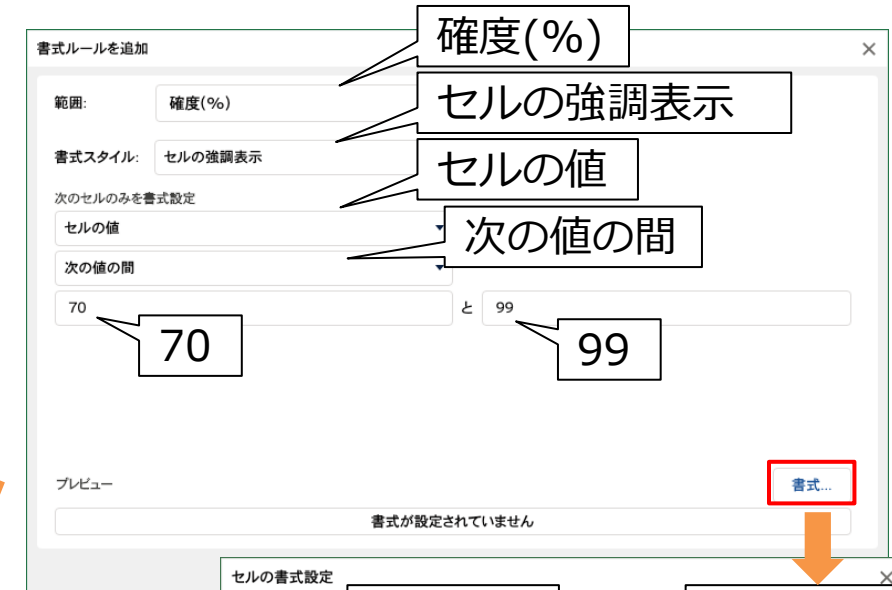 確度(%)
書式ルールを追加
範囲:
確度(%)
セルの強調表示
書式スタイル:
セルの強調表示
セルの値
次のセルのみを書式設定
セルの値
次の値の間
次の値の間
70
と
99
70
99
プレビュー
書式...
書式が設定されていません
セルの書式設定